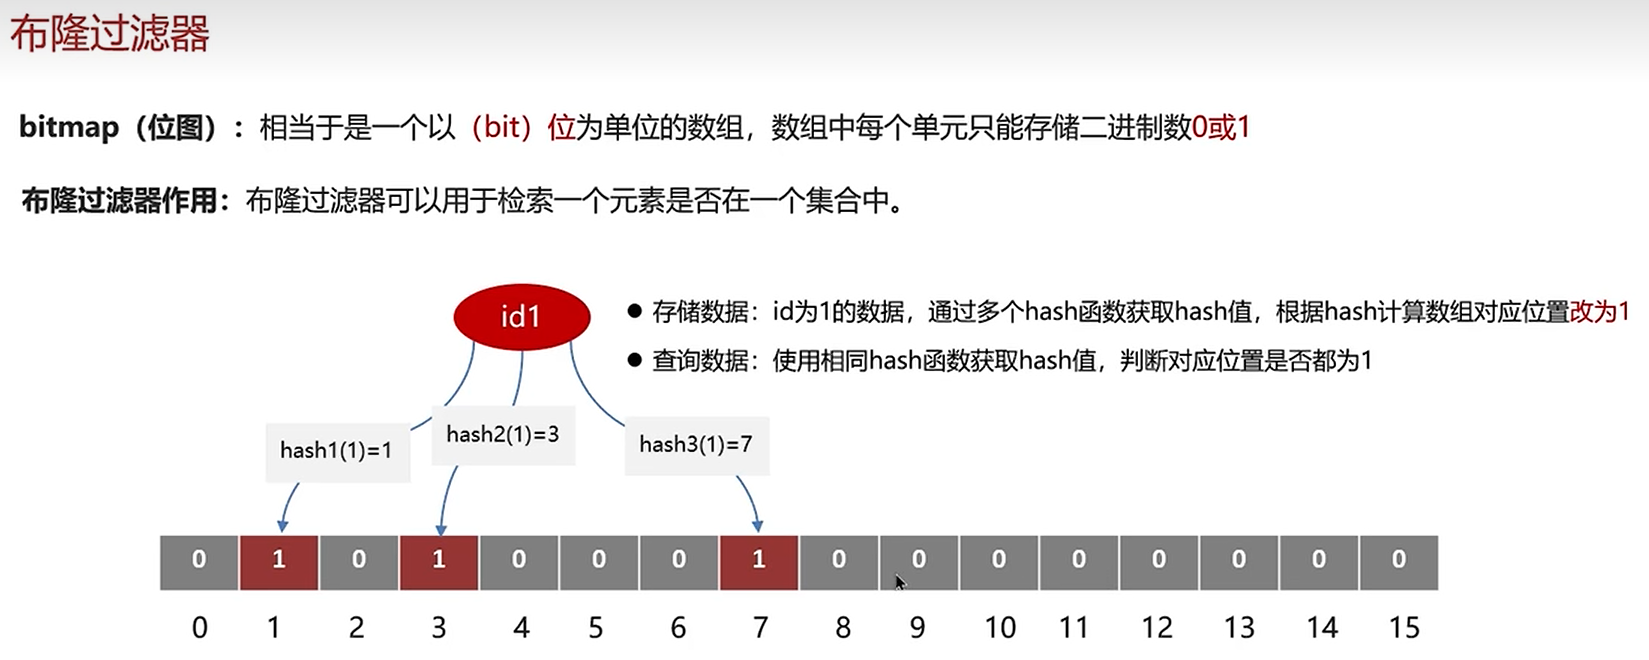 布隆过滤器
bitmap（位图）：相当于是一个以（bit）位为单位的数组，数组中每个单元只能存储二进制数0或1
布隆过滤器作用：布隆过滤器可以用于检索一个元素是否在一个集合中。
id1
● 存储数据：id为1的数据，通过多个hash函数获取hash值，根据hash计算数组对应位置改为1
● 查询数据：使用相同hash函数获取hash值，判断对应位置是否都为1
hash1(1)=1
hash2(1)=3
hash3(1)=7
0 1 0 1 0 0 0 1 0 0 0 0 0 0 0 0
0 1 2 3 4 5 6 7 8 9 10 11 12 13 14 15